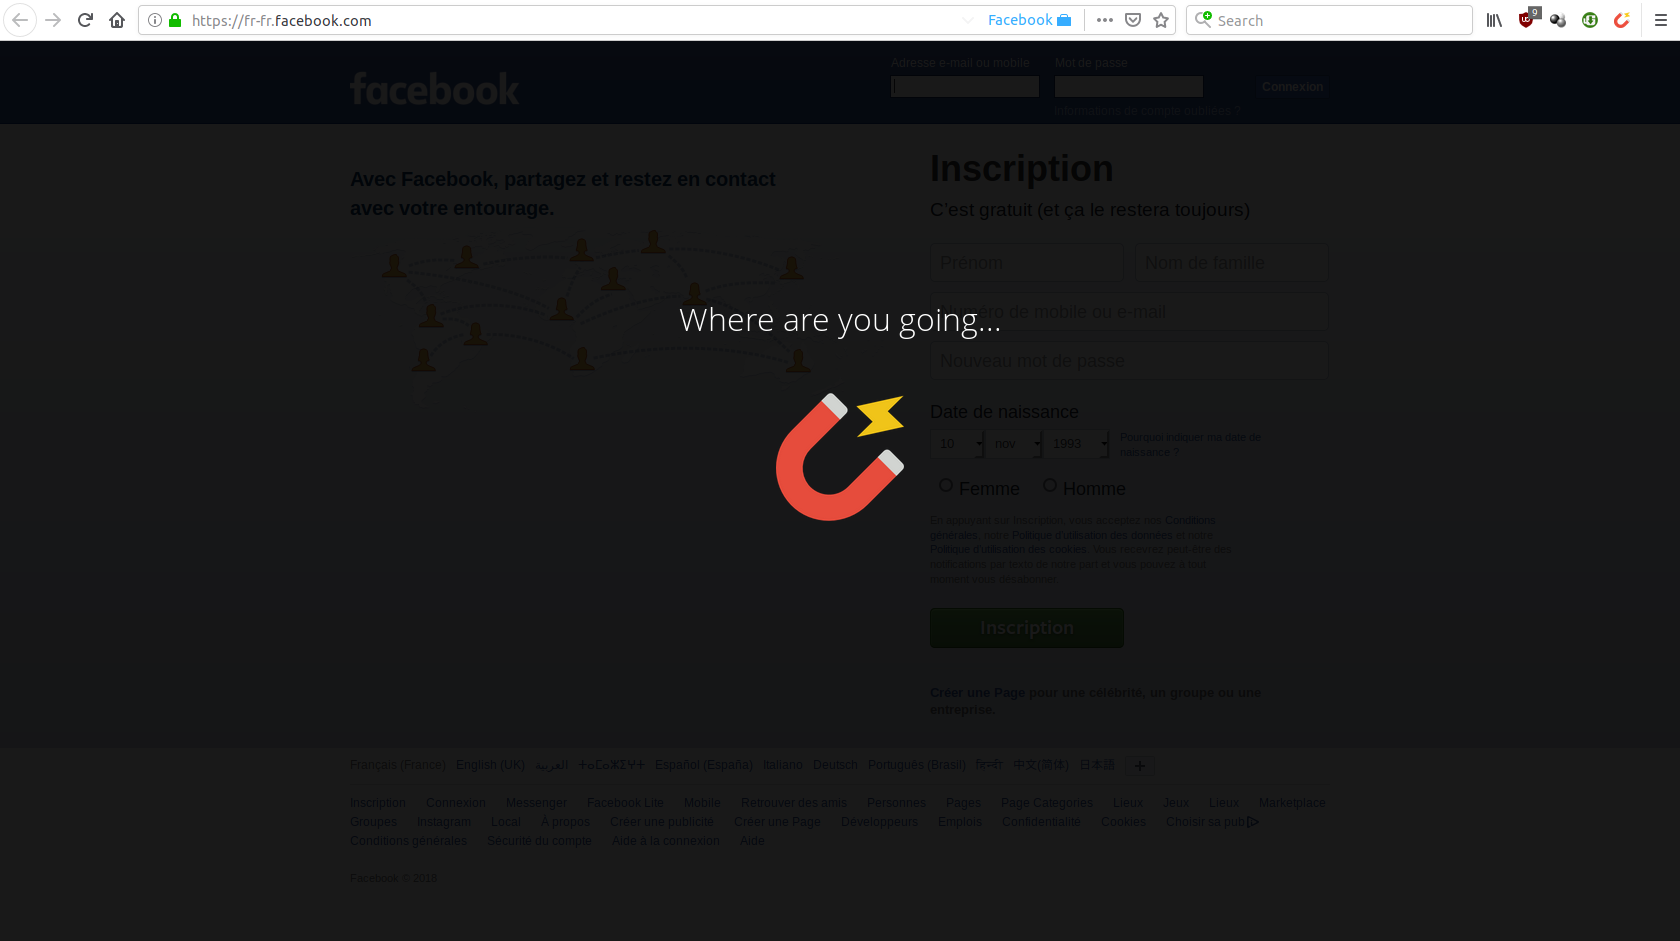 https://fr-fr.facebook.com
Facebook
Search
9
facebook
Adresse e-mail ou mobile
Mot de passe
Connexion
Informations de compte oubliées ?
Avec Facebook, partagez et restez en contact
avec votre entourage.
Inscription
C'est gratuit (et ça le restera toujours)
Prénom
Nom de famille
Numéro de mobile ou e-mail
Where are you going...
Nouveau mot de passe
Date de naissance
10
nov
1993
Pourquoi indiquer ma date de
naissance ?
Femme
Homme
En appuyant sur Inscription, vous acceptez nos Conditions
générales, notre Politique d'utilisation des données et notre
Politique d'utilisation des cookies. Vous recevrez peut-être des
notifications par texto de notre part et vous pouvez à tout
moment vous désabonner.
Inscription
Créer une Page pour une célébrité, un groupe ou une
entreprise.
Français (France) English (UK) العربية ⵜⴰⵎⴰⵣⵉⵖⵜ Español (España) Italiano Deutsch Português (Brasil) हिन्दी 中文(简体) 日本語 +
Inscription Connexion Messenger Facebook Lite Mobile Retrouver des amis Personnes Pages Page Catégories Lieux Jeux Lieux Marketplace
Groupes Instagram Local À propos Créer une publicité Créer une Page Développeurs Emplois Confidentialité Cookies Choisir sa pub
Conditions générales Sécurité du compte Aide à la connexion Aide
Facebook © 2018